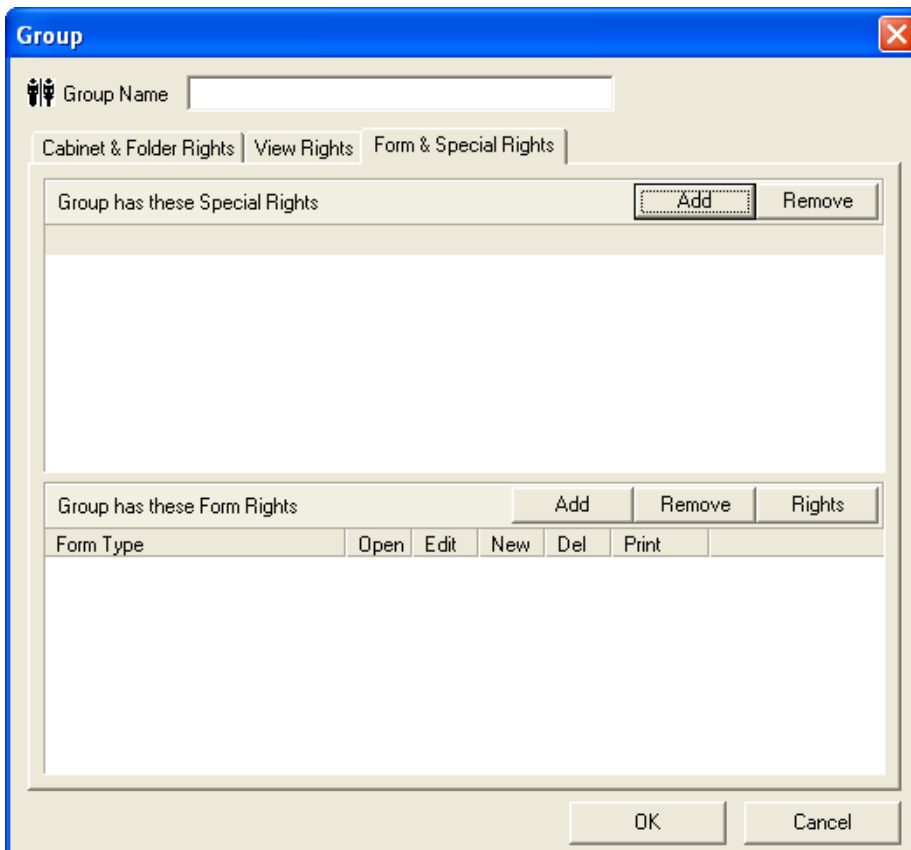 Group
Group Name
Cabinet & Folder Rights View Rights Form & Special Rights
Group has these Special Rights Add Remove
Group has these Form Rights Add Remove Rights
Form Type Open Edit New Del Print
OK Cancel